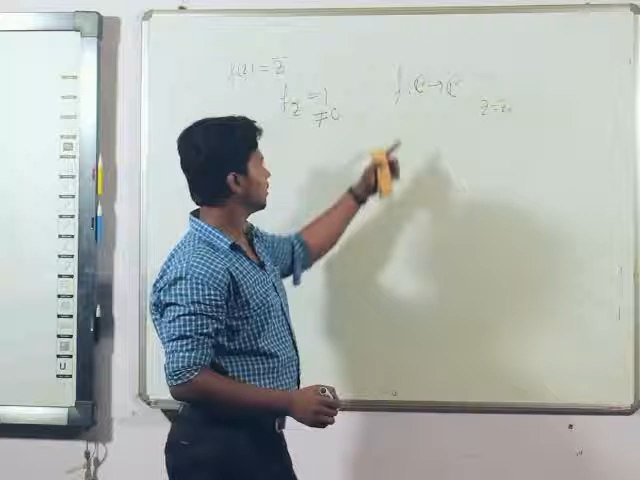 f(z) = z̅
f_z̅ = 1
≠ 0
f: ℂ → ℂ
z = z₀
U